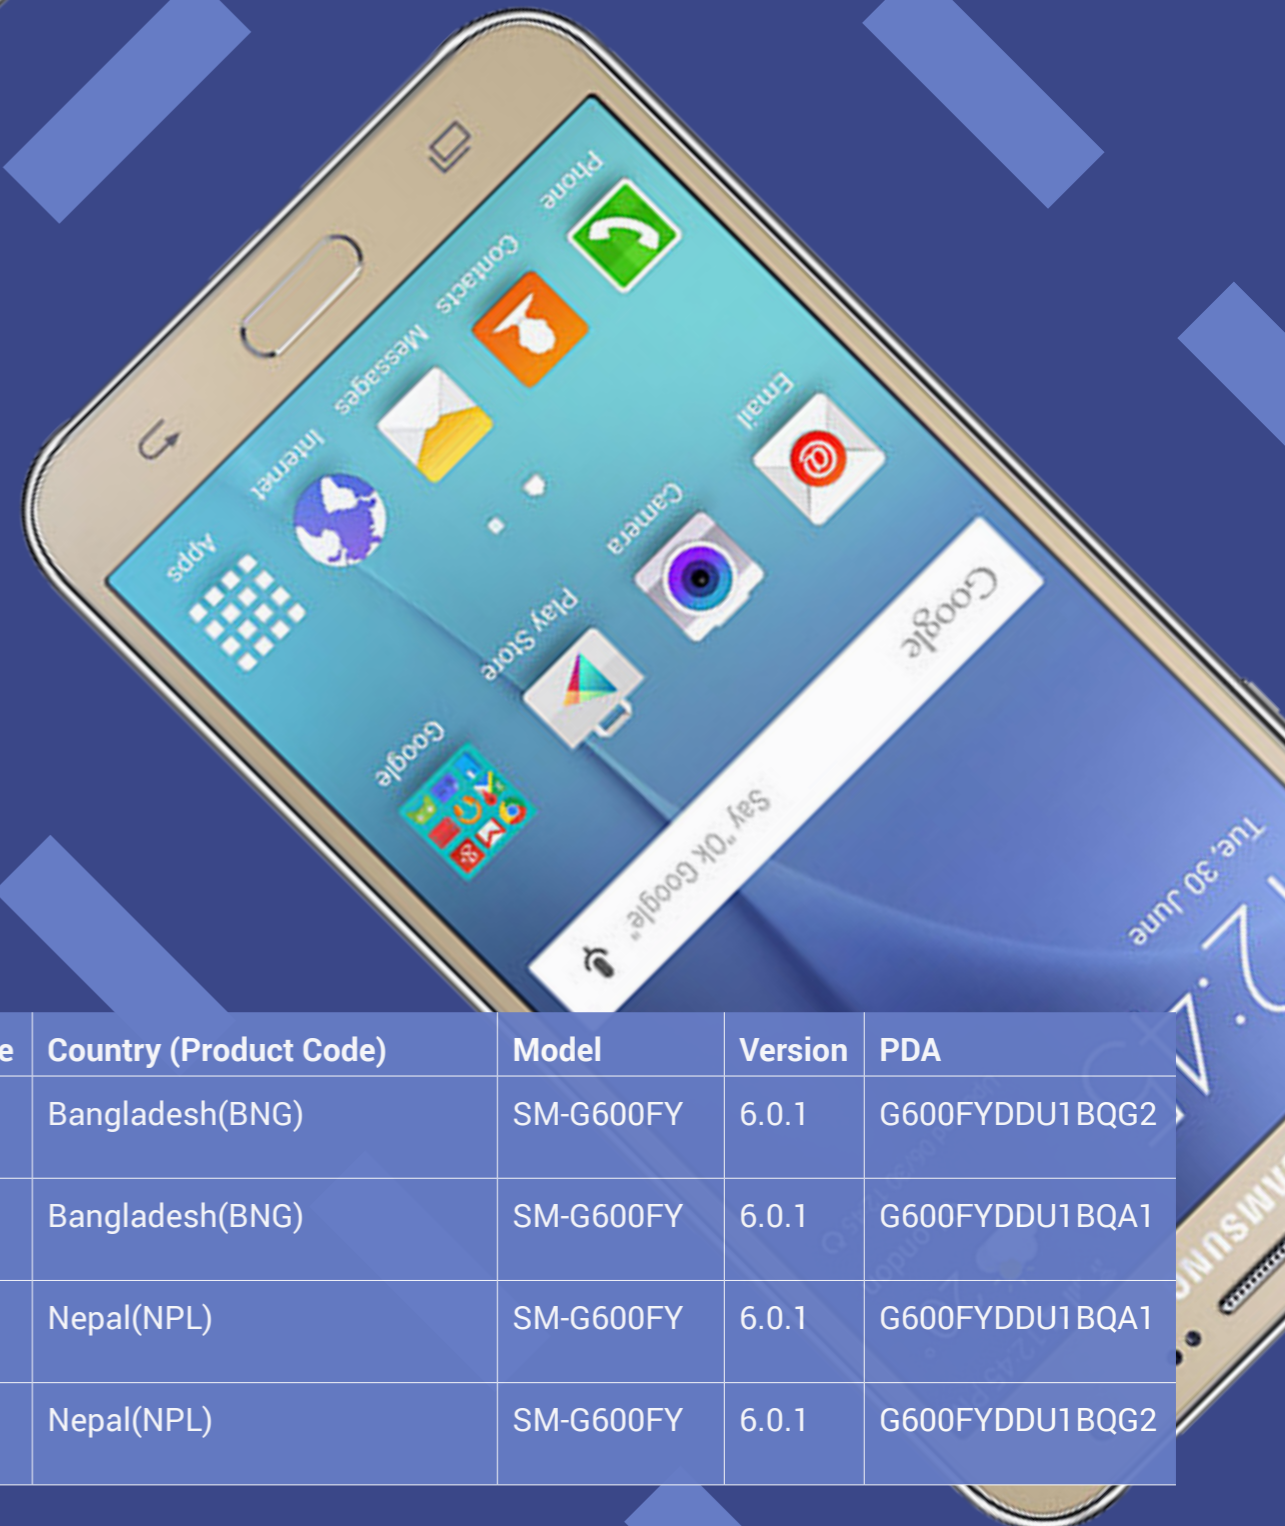 Phone
Contacts
Messages
Internet
Apps
Email
Camera
Play Store
Google
Google
Say "Ok Google"
Tue, 30 June
e Country (Product Code) Model Version PDA
Bangladesh(BNG) SM-G600FY 6.0.1 G600FYDDU1BQG2
Bangladesh(BNG) SM-G600FY 6.0.1 G600FYDDU1BQA1
Nepal(NPL) SM-G600FY 6.0.1 G600FYDDU1BQA1
Nepal(NPL) SM-G600FY 6.0.1 G600FYDDU1BQG2
AMSUNG